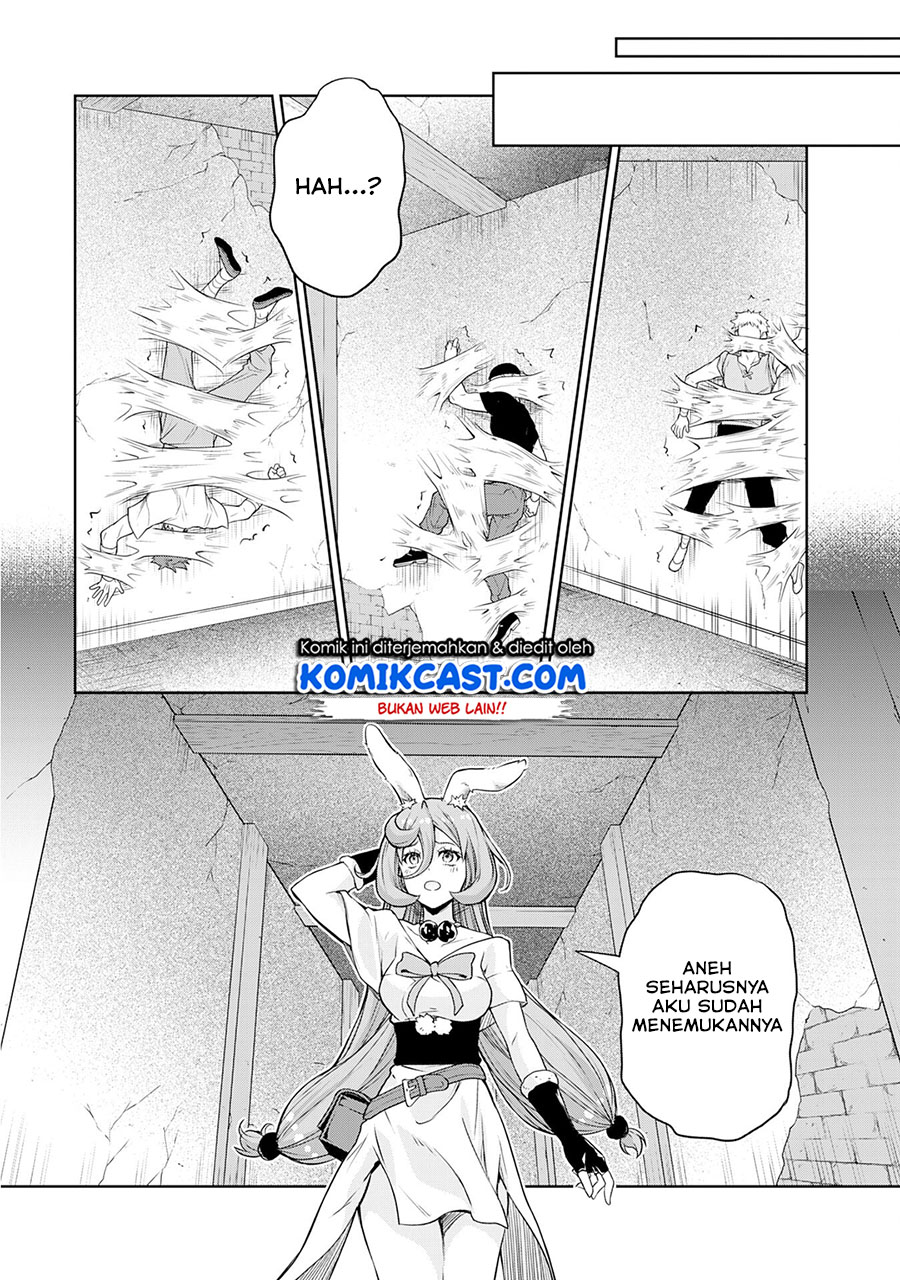 HAH...?
Komik ini diterjemahkan & diedit oleh
KOMIKCAST.COM
BUKAN WEB LAIN!!
ANEH
SEHARUSNYA
AKU SUDAH
MENEMUKANNYA